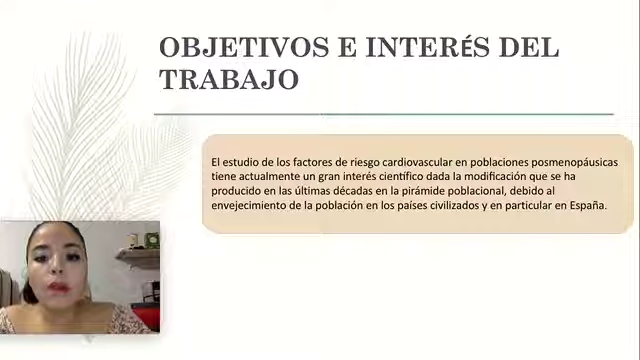 OBJETIVOS E INTERÉS DEL
TRABAJO
El estudio de los factores de riesgo cardiovascular en poblaciones posmenopáusicas
tiene actualmente un gran interés científico dada la modificación que se ha
producido en las últimas décadas en la pirámide poblacional, debido al
envejecimiento de la población en los países civilizados y en particular en España.